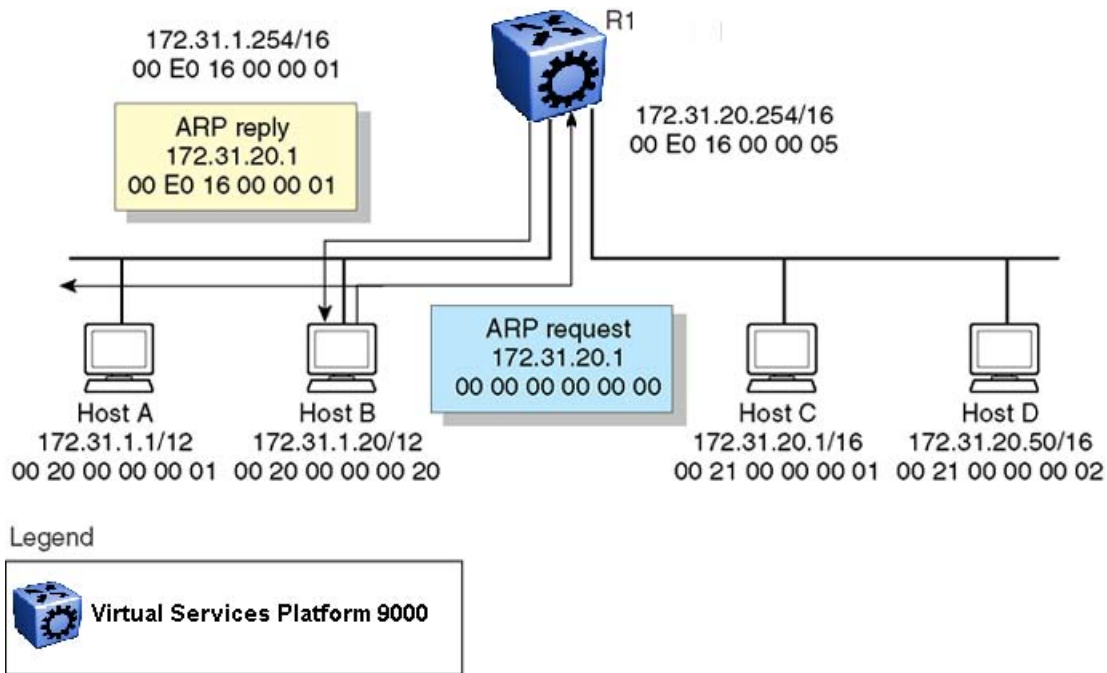 R1
172.31.1.254/16
00 E0 16 00 00 01
ARP reply
172.31.20.1
00 E0 16 00 00 01
172.31.20.254/16
00 E0 16 00 00 05
ARP request
172.31.20.1
00 00 00 00 00 00
Host A
172.31.1.1/12
00 20 00 00 00 01
Host B
172.31.1.20/12
00 20 00 00 00 20
Host C
172.31.20.1/16
00 21 00 00 00 01
Host D
172.31.20.50/16
00 21 00 00 00 02
Legend
Virtual Services Platform 9000